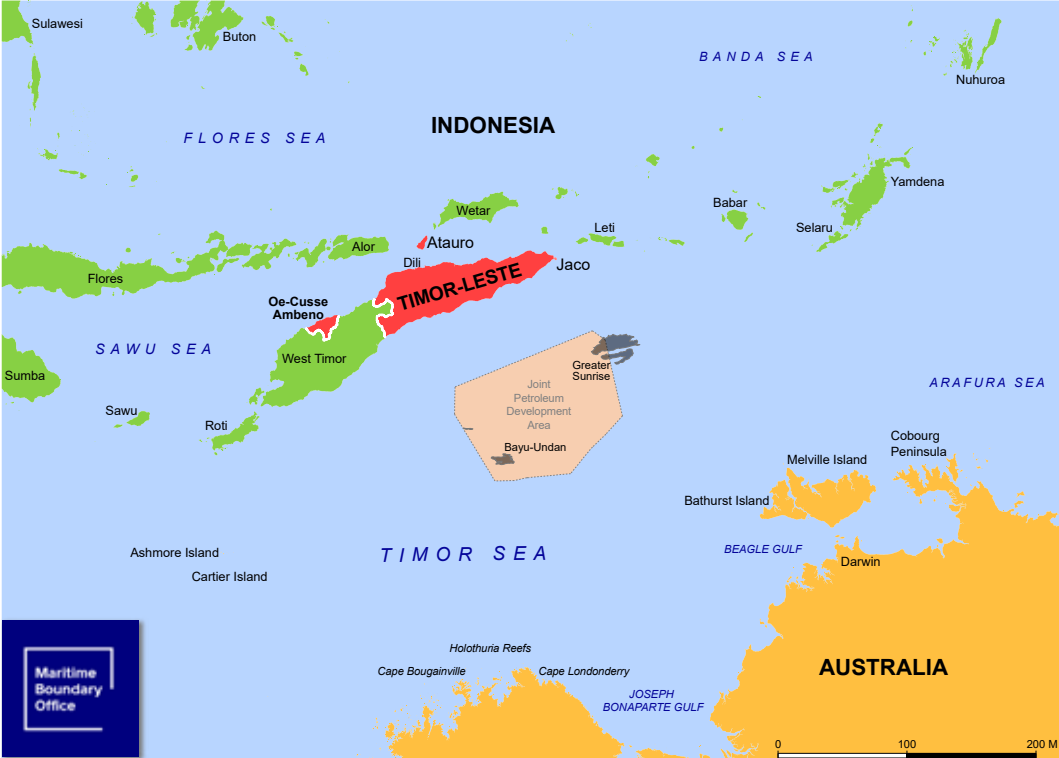 Sulawesi
Buton
BANDA SEA
Nuhuroa
INDONESIA
FLORES SEA
Yamdena
Babar
Wetar
Selaru
Leti
Atauro
Alor
Dili
Jaco
TIMOR-LESTE
Flores
Oe-Cusse
Ambeno
SAWU SEA
West Timor
Greater
Sunrise
Sumba
Joint
Petroleum
Development
Area
ARAFURA SEA
Sawu
Roti
Bayu-Undan
Cobourg
Peninsula
Melville Island
Bathurst Island
TIMOR SEA
BEAGLE GULF
Ashmore Island
Darwin
Cartier Island
Holothuria Reefs
Cape Bougainville
Cape Londonderry
AUSTRALIA
JOSEPH
BONAPARTE GULF
Maritime
Boundary
Office
0 100 200 M